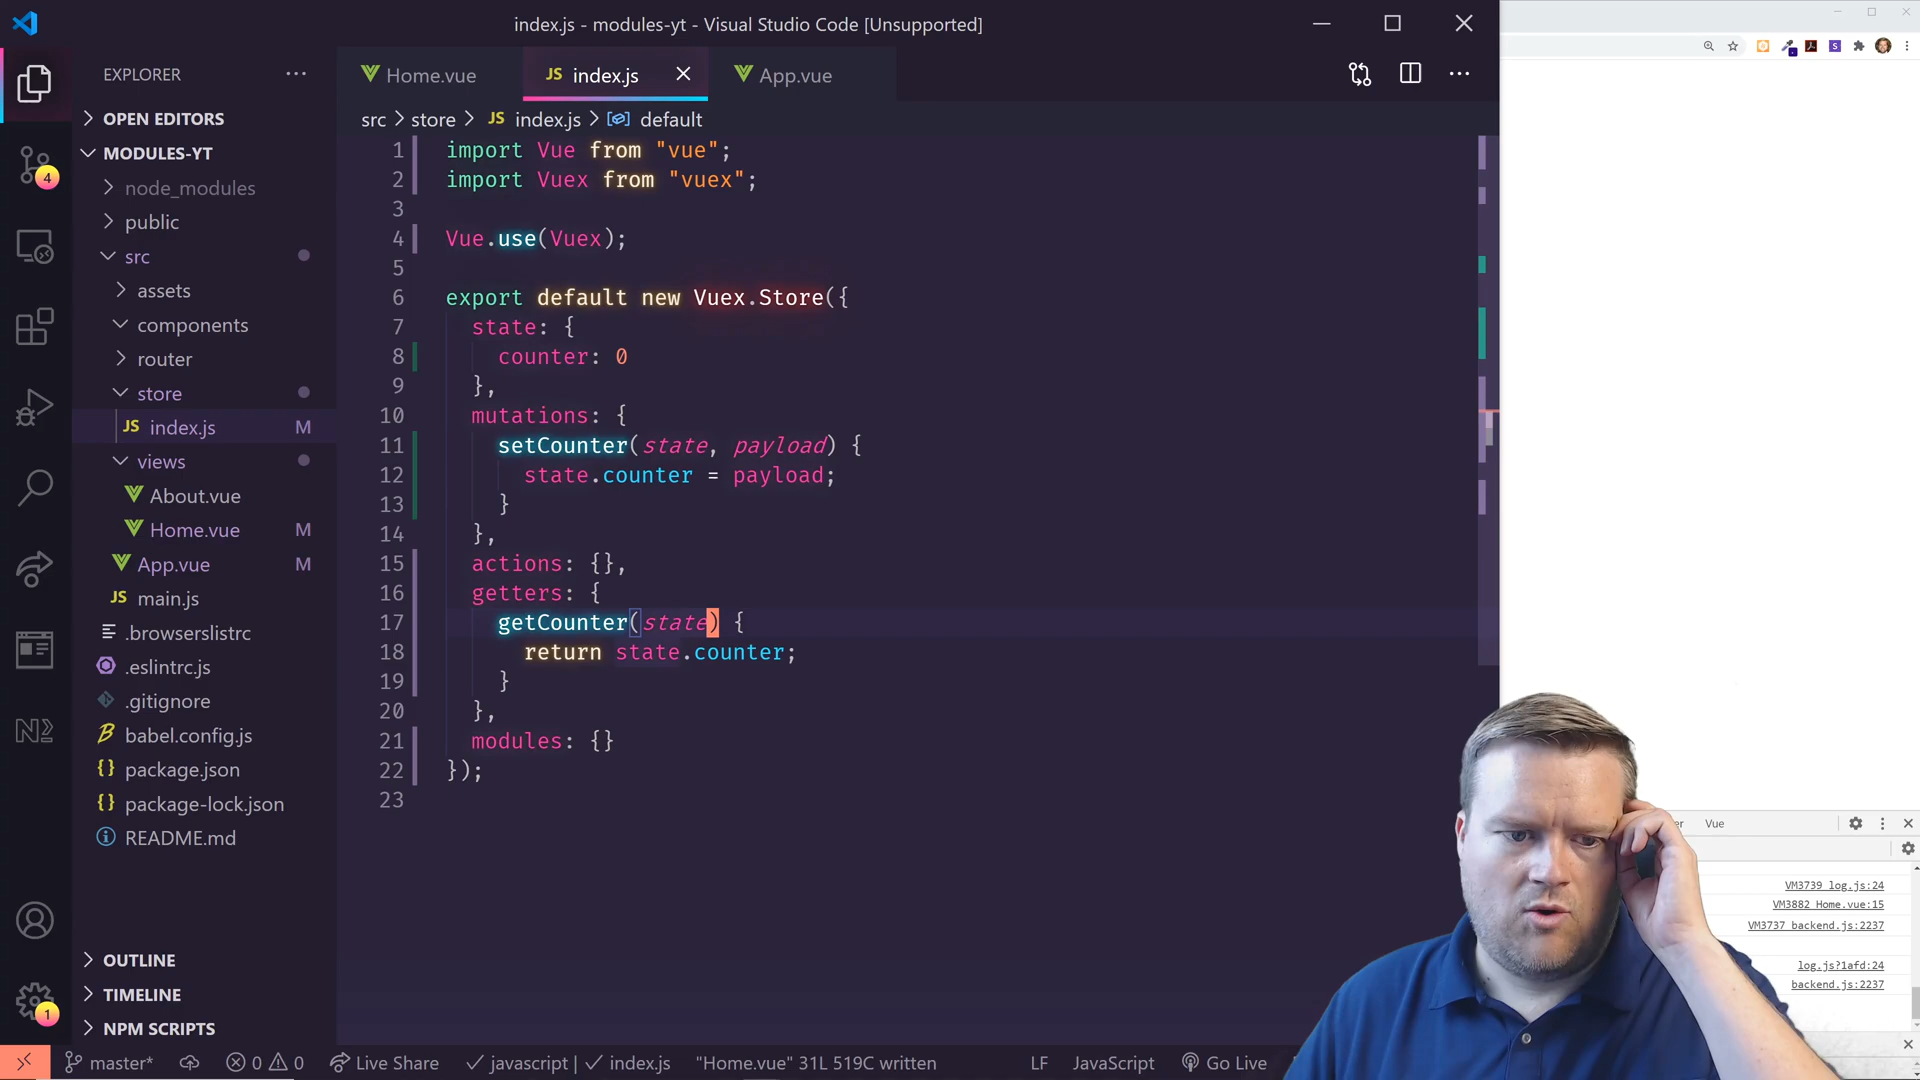 index.js - modules-yt - Visual Studio Code [Unsupported]
EXPLORER
Home.vue
JS index.js
App.vue
src > store > JS index.js > default
OPEN EDITORS
MODULES-YT
node_modules
public
src
assets
components
router
store
JS index.js M
views
About.vue
Home.vue M
App.vue M
JS main.js
.browserslistrc
.eslintrc.js
.gitignore
babel.config.js
{} package.json
{} package-lock.json
README.md
OUTLINE
TIMELINE
NPM SCRIPTS
4
1
1 import Vue from "vue";
2 import Vuex from "vuex";
3
4 Vue.use(Vuex);
5
6 export default new Vuex.Store({
7 state: {
8 counter: 0
9 },
10 mutations: {
11 setCounter(state, payload) {
12 state.counter = payload;
13 }
14 },
15 actions: {},
16 getters: {
17 getCounter(state) {
18 return state.counter;
19 }
20 },
21 modules: {}
22 });
23
Vue
VM3739 log.js:24
VM3882 Home.vue:15
VM3737 backend.js:2237
log.js?1afd:24
backend.js:2237
master* 0 0 Live Share javascript | index.js "Home.vue" 31L 519C written LF JavaScript Go Live